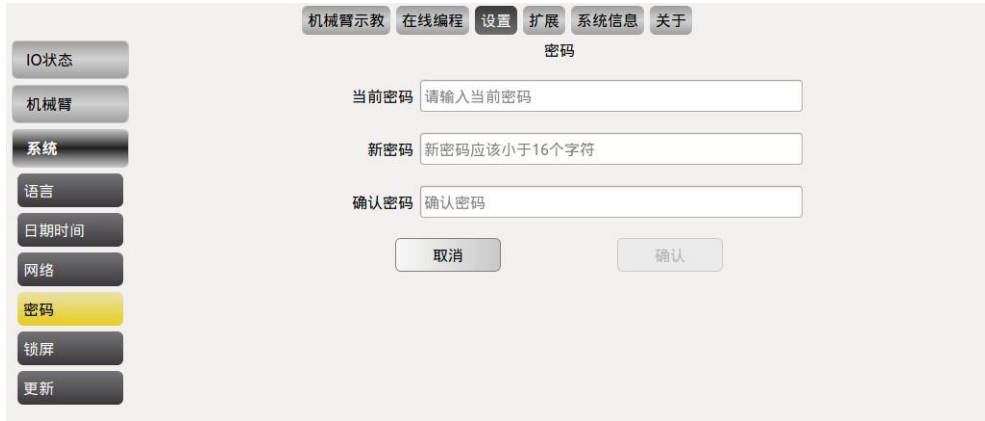 机械臂示教 在线编程 设置 扩展 系统信息 关于
密码
IO状态
机械臂
系统
语言
日期时间
网络
密码
锁屏
更新
当前密码 请输入当前密码
新密码 新密码应该小于16个字符
确认密码 确认密码
取消 确认